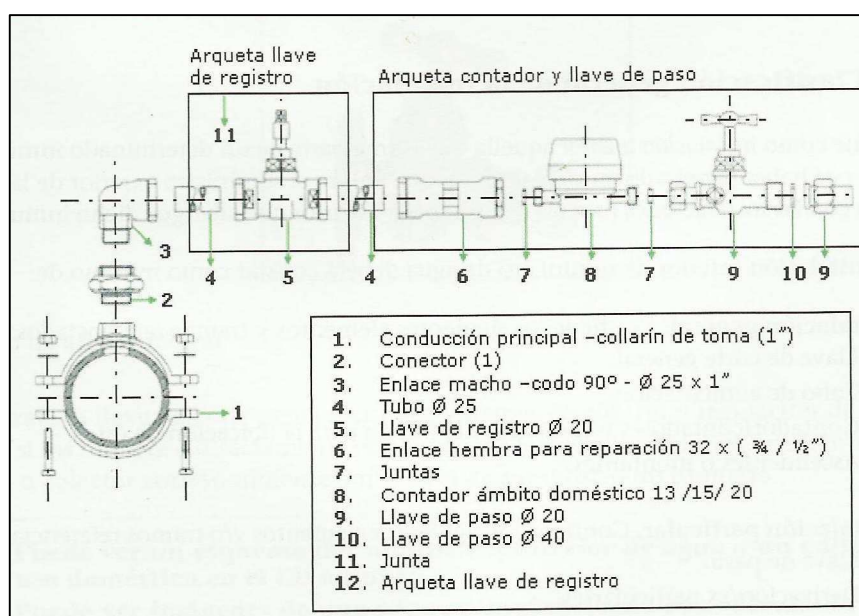 Arqueta llave
de registro
Arqueta contador y llave de paso
11
3
4
5
4
6
7
8
7
9
10
9
2
1
1. Conducción principal –collarín de toma (1")
2. Conector (1)
3. Enlace macho –codo 90º - Ø 25 x 1"
4. Tubo Ø 25
5. Llave de registro Ø 20
6. Enlace hembra para reparación 32 x ( ¾ / ½")
7 Juntas
8. Contador ámbito doméstico 13 /15/ 20
9. Llave de paso Ø 20
10. Llave de paso Ø 40
11. Junta
12. Arqueta llave de registro